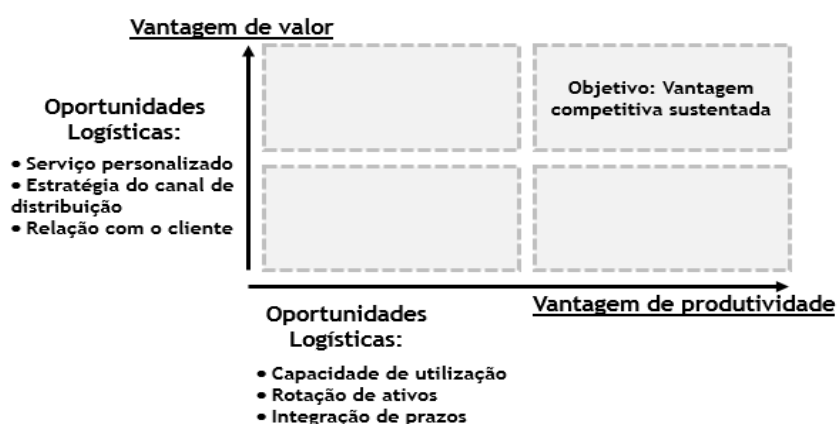 Vantagem de valor
Objetivo: Vantagem
competitiva sustentada
Oportunidades
Logísticas:
• Serviço personalizado
• Estratégia do canal de
distribuição
• Relação com o cliente
Vantagem de produtividade
Oportunidades
Logísticas:
• Capacidade de utilização
• Rotação de ativos
• Integração de prazos